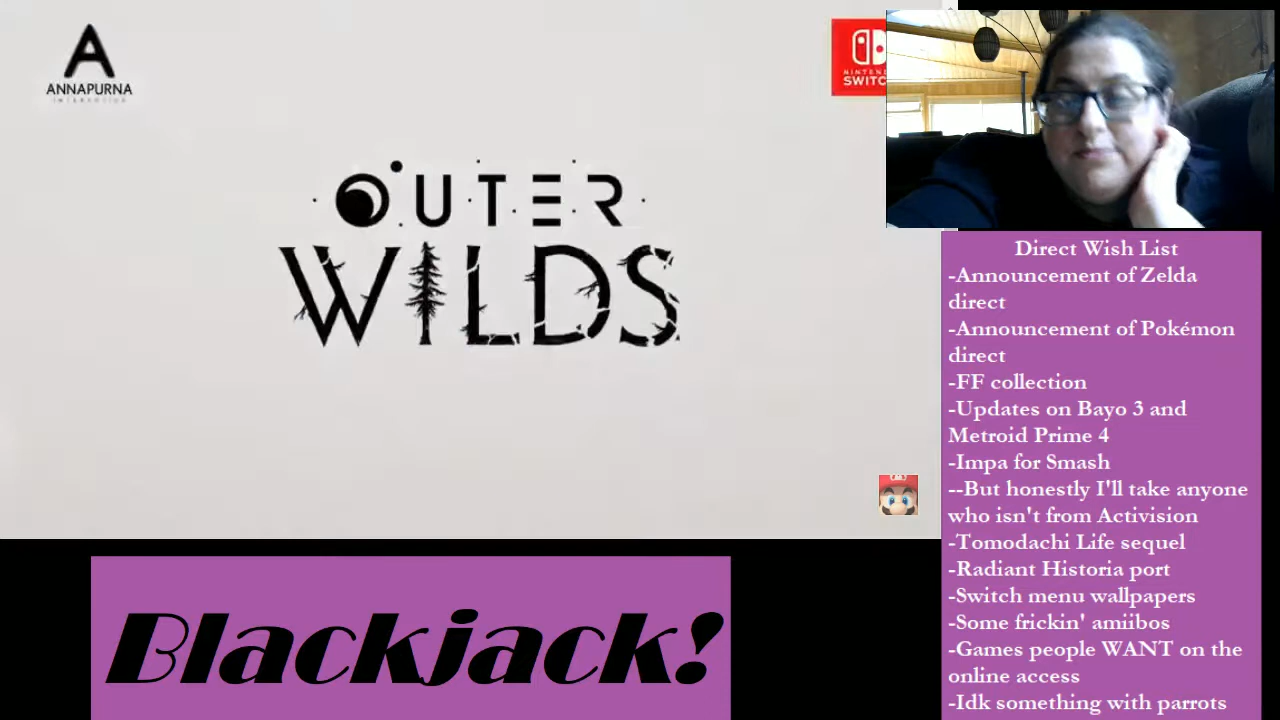 ANNAPURNA
INTERACTIVE
OUTER
WILDS
Direct Wish List
-Announcement of Zelda
direct
-Announcement of Pokémon
direct
-FF collection
-Updates on Bayo 3 and
Metroid Prime 4
-Impa for Smash
--But honestly I'll take anyone
who isn't from Activision
-Tomodachi Life sequel
-Radiant Historia port
-Switch menu wallpapers
-Some frickin' amiibos
-Games people WANT on the
online access
-Idk something with parrots
Blackjack!